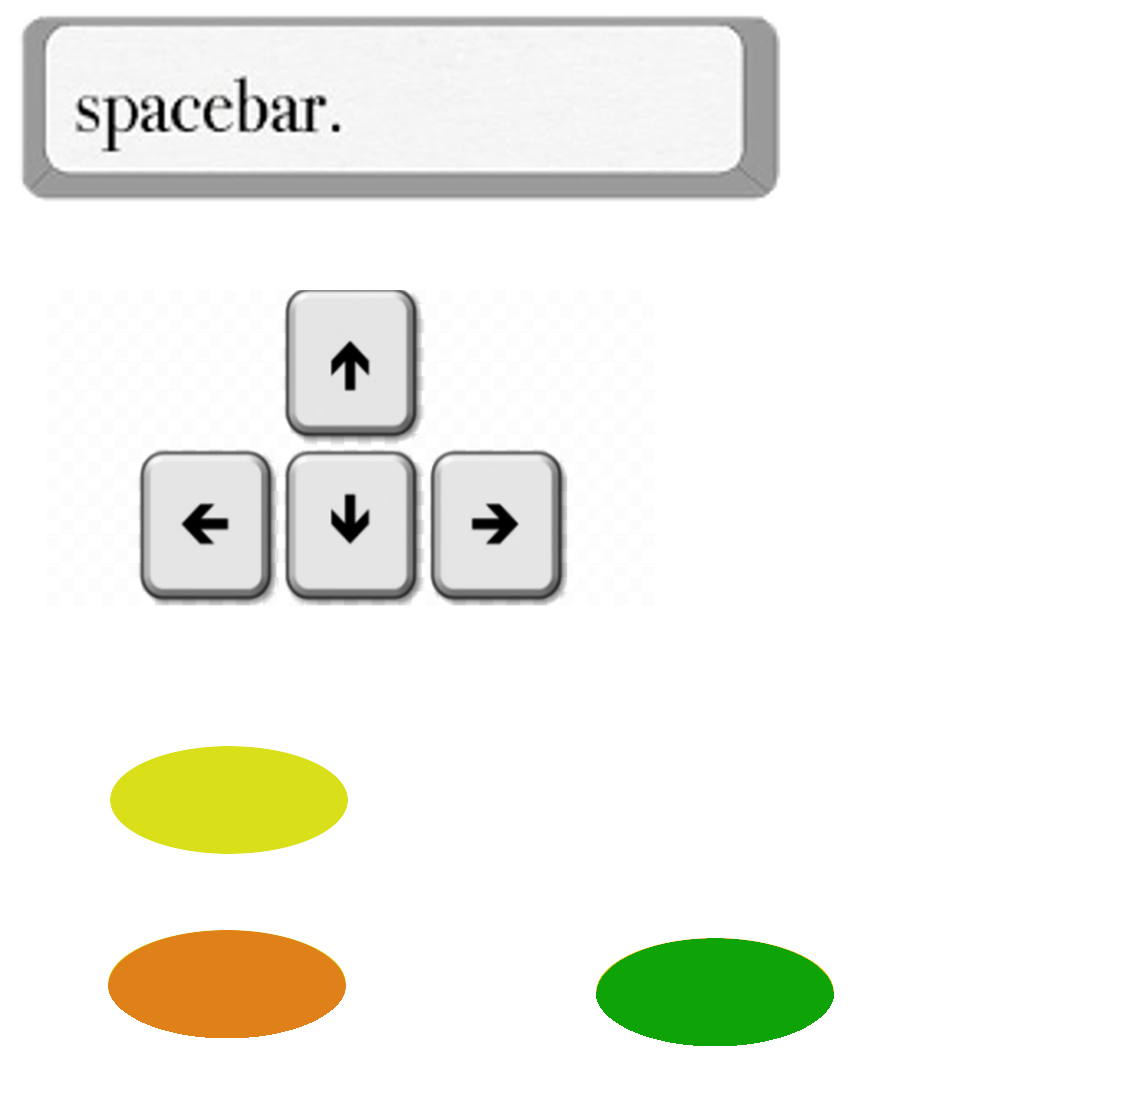 spacebar.
↑
← ↓ →